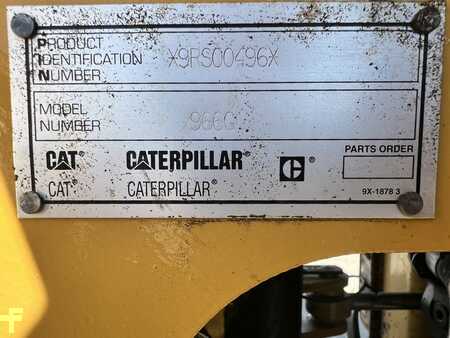 PRODUCT
IDENTIFICATION
NUMBER
X9RS00496X
MODEL
NUMBER
966G
PARTS ORDER
CAT® CATERPILLAR® C®
CAT® CATERPILLAR®
9X-1878 3